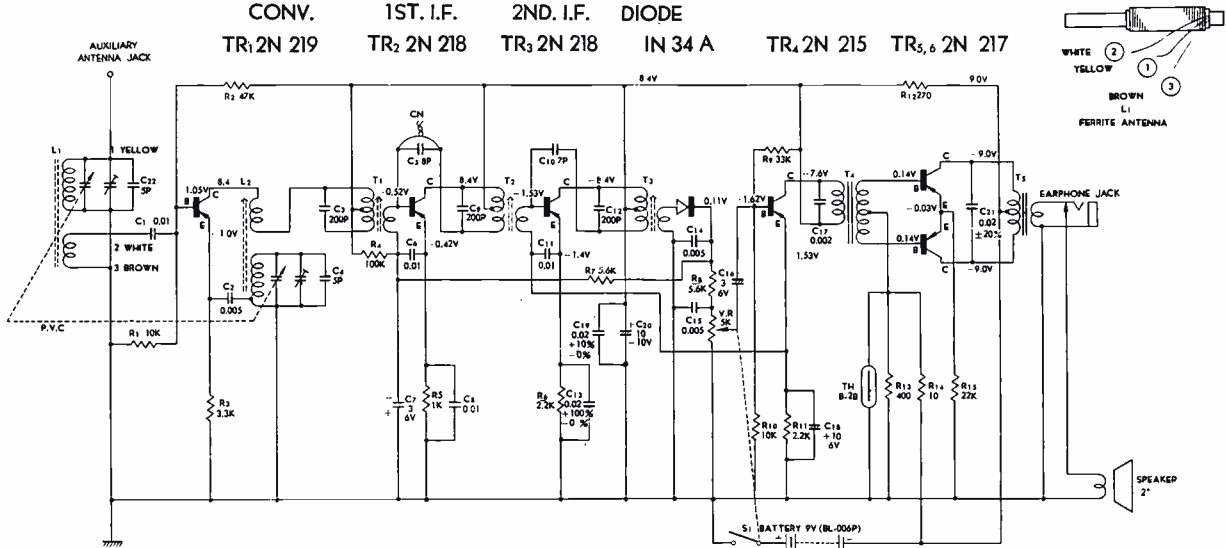 CONV.
TR1 2N 219
1ST. I.F.
TR2 2N 218
2ND. I.F.
TR3 2N 218
DIODE
IN 34 A
TR4 2N 215
TR5,6 2N 217
WHITE 2
YELLOW 1
3
BROWN
L1
FERRITE ANTENNA
AUXILIARY
ANTENNA JACK
R2 47K
8.4V
R12 270
9.0V
CN
C5 8P
C10 7P
R9 33K
L1
1 YELLOW
C22
5P
C1 0.01
2 WHITE
3 BROWN
P.V.C
R1 10K
1.05V
B
C
E
8.4
L2
1.0V
C2
0.005
C4
5P
R3
3.3K
C3
200P
T1
-0.52V
R4
100K
C6
0.01
C
E
-0.42V
8.4V
C9
200P
T2
-1.53V
C11
0.01
C
E
-1.4V
-8.4V
C12
200P
T3
0.11V
C14
0.005
R7 5.6K
R8
5.6K
C16
3
6V
C15
0.005
V.R
5K
C19
0.02
+10%
-0%
C20
10
-10V
C7
3
6V
R5
1K
C8
0.01
R6
2.2K
C13
0.02
+100%
-0 %
-1.62V
B
C
E
1.53V
-7.6V
C17
0.002
T4
R10
10K
R11
2.2K
C18
+10
6V
0.14V
B
C
E
-0.03V
0.14V
B
E
C
-9.0V
-9.0V
C21
0.02
±20%
T5
EARPHONE JACK
TH
B-2B
R13
400
R14
10
R15
22K
SPEAKER
2"
S1 BATTERY 9V (BL-006P)